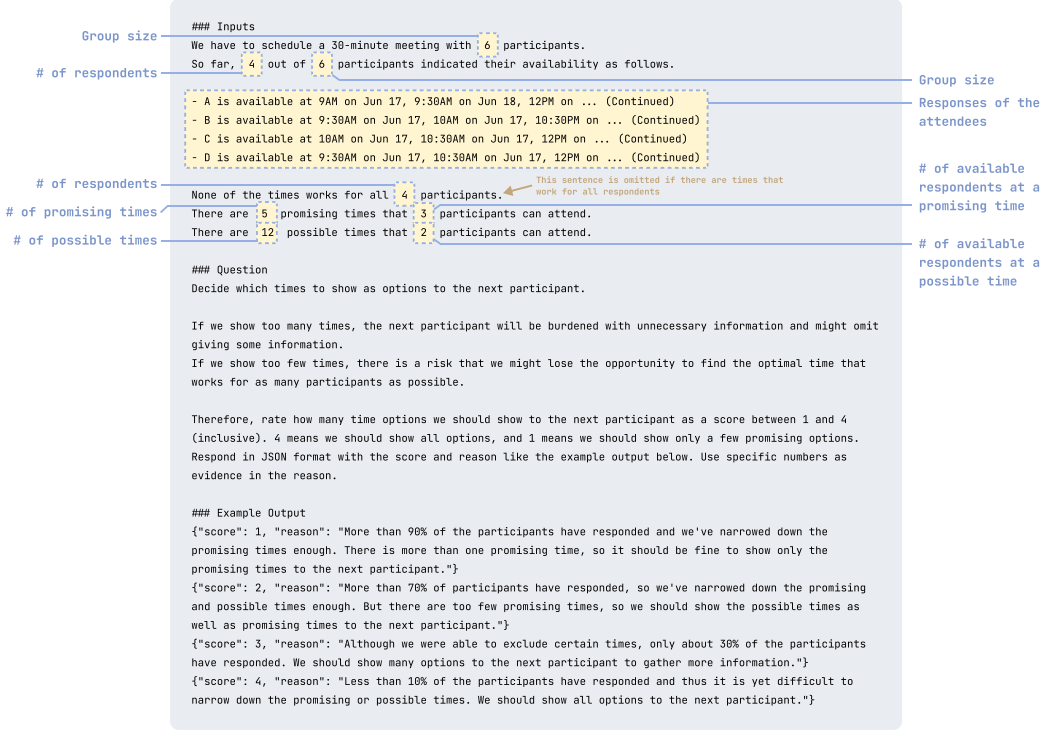 ### Inputs
Group size
We have to schedule a 30-minute meeting with 6 participants.
# of respondents
So far, 4 out of 6 participants indicated their availability as follows.
Group size
Responses of the
attendees
- A is available at 9AM on Jun 17, 9:30AM on Jun 18, 12PM on ... (Continued)
- B is available at 9:30AM on Jun 17, 10AM on Jun 17, 10:30PM on ... (Continued)
- C is available at 10AM on Jun 17, 10:30AM on Jun 17, 12PM on ... (Continued)
- D is available at 9:30AM on Jun 17, 10:30AM on Jun 17, 12PM on ... (Continued)
# of respondents
None of the times works for all 4 participants.
This sentence is omitted if there are times that
work for all respondents
# of available
respondents at a
promising time
# of promising times
There are 5 promising times that 3 participants can attend.
# of possible times
There are 12 possible times that 2 participants can attend.
# of available
respondents at a
possible time
### Question
Decide which times to show as options to the next participant.
If we show too many times, the next participant will be burdened with unnecessary information and might omit
giving some information.
If we show too few times, there is a risk that we might lose the opportunity to find the optimal time that
works for as many participants as possible.
Therefore, rate how many time options we should show to the next participant as a score between 1 and 4
(inclusive). 4 means we should show all options, and 1 means we should show only a few promising options.
Respond in JSON format with the score and reason like the example output below. Use specific numbers as
evidence in the reason.
### Example Output
{"score": 1, "reason": "More than 90% of the participants have responded and we've narrowed down the
promising times enough. There is more than one promising time, so it should be fine to show only the
promising times to the next participant."}
{"score": 2, "reason": "More than 70% of participants have responded, so we've narrowed down the promising
and possible times enough. But there are too few promising times, so we should show the possible times as
well as promising times to the next participant."}
{"score": 3, "reason": "Although we were able to exclude certain times, only about 30% of the participants
have responded. We should show many options to the next participant to gather more information."}
{"score": 4, "reason": "Less than 10% of the participants have responded and thus it is yet difficult to
narrow down the promising or possible times. We should show all options to the next participant."}